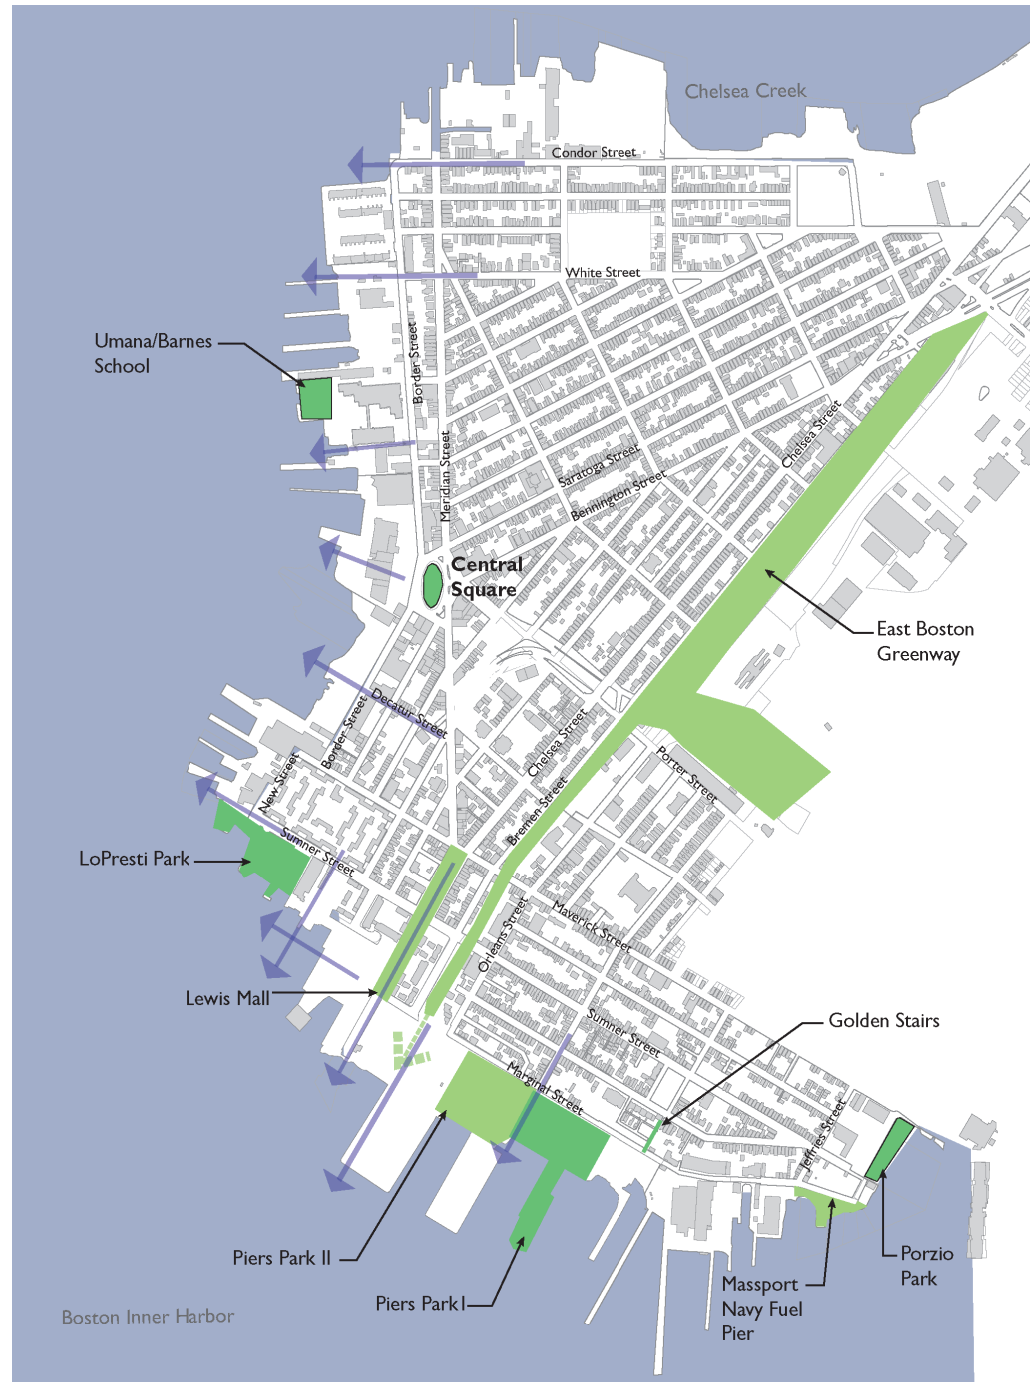 Chelsea Creek
Condor Street
White Street
Umana/Barnes
School
Border Street
Chelsea Street
Meridian Street
Saratoga Street
Bennington Street
Central
Square
East Boston
Greenway
Decatur Street
Border Street
Chelsea Street
New Street
Porter Street
Bremen Street
Sumner Street
LoPresti Park
Maverick Street
Orleans Street
Lewis Mall
Golden Stairs
Sumner Street
Marginal Street
Jeffries Street
Piers Park II
Porzio
Park
Massport
Navy Fuel
Pier
Piers Park I
Boston Inner Harbor